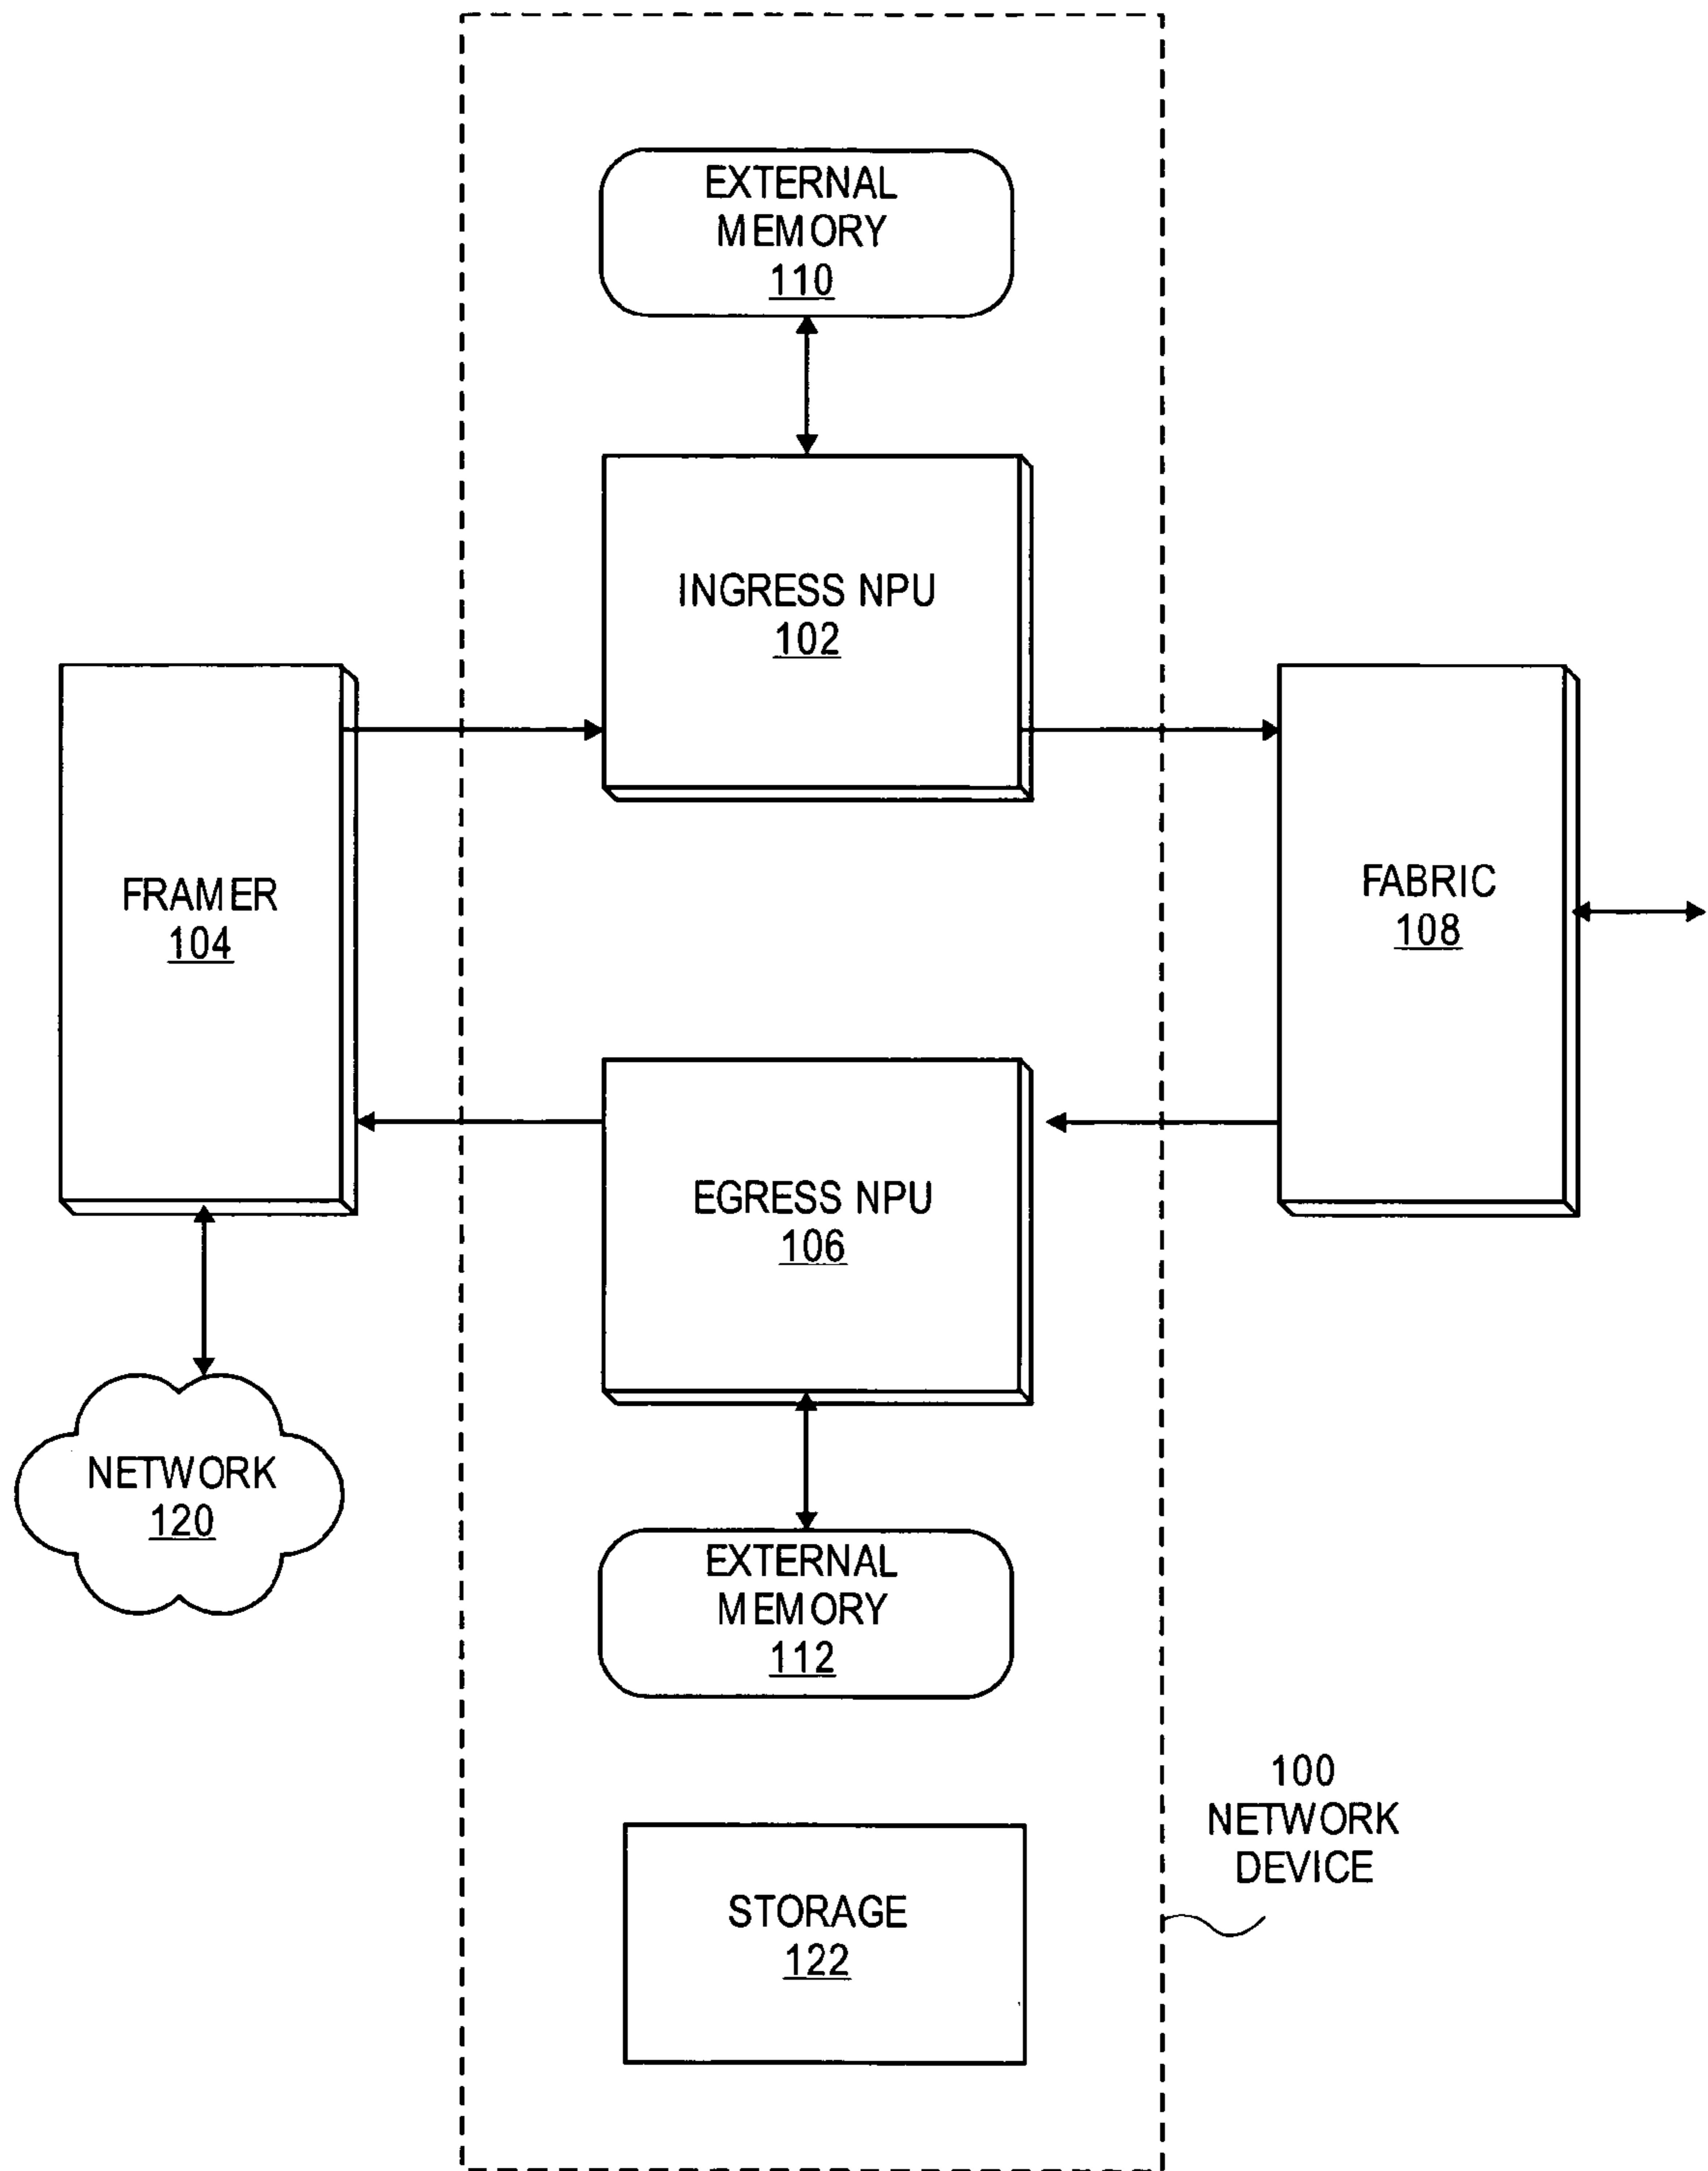 EXTERNAL
MEMORY
110
INGRESS NPU
102
FRAMER
104
FABRIC
108
EGRESS NPU
106
NETWORK
120
EXTERNAL
MEMORY
112
100
NETWORK
DEVICE
STORAGE
122